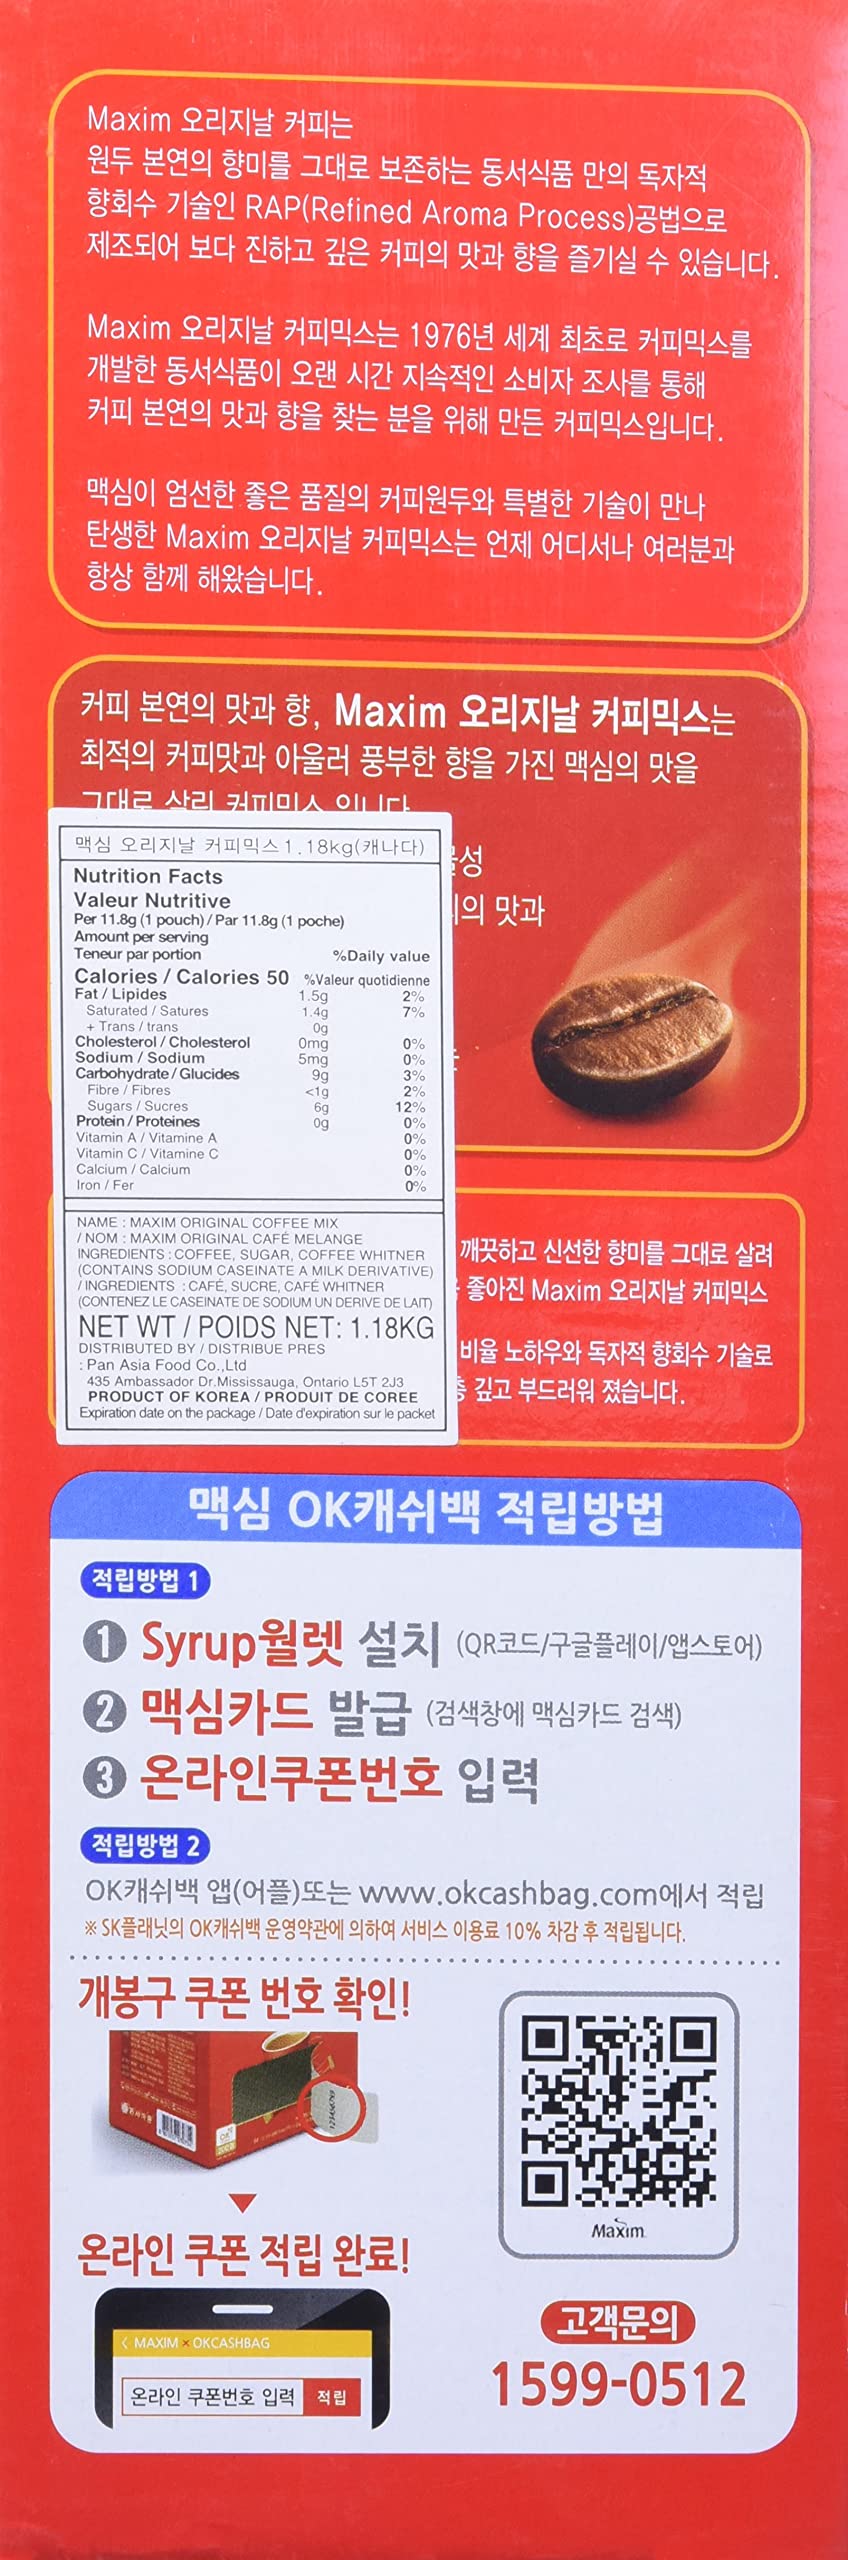 Maxim 오리지날 커피는
원두 본연의 향미를 그대로 보존하는 동서식품 만의 독자적
향회수 기술인 RAP(Refined Aroma Process)공법으로
제조되어 보다 진하고 깊은 커피의 맛과 향을 즐기실 수 있습니다.
Maxim 오리지날 커피믹스는 1976년 세계 최초로 커피믹스를
개발한 동서식품이 오랜 시간 지속적인 소비자 조사를 통해
커피 본연의 맛과 향을 찾는 분을 위해 만든 커피믹스입니다.
맥심이 엄선한 좋은 품질의 커피원두와 특별한 기술이 만나
탄생한 Maxim 오리지날 커피믹스는 언제 어디서나 여러분과
항상 함께 해왔습니다.
커피 본연의 맛과 향, Maxim 오리지날 커피믹스는
최적의 커피맛과 아울러 풍부한 향을 가진 맥심의 맛을
그대로 살린 커피믹스 입니다
의 맛과
맥심 오리지날 커피믹스1.18kg(캐나다)
Nutrition Facts
Valeur Nutritive
Per 11.8g (1 pouch) / Par 11.8g (1 poche)
Amount per serving
Teneur par portion %Daily value
Calories / Calories 50 %Valeur quotidienne
Fat / Lipides 1.5g 2%
Saturated / Satures 1.4g 7%
+ Trans / trans 0g
Cholesterol / Cholesterol 0mg 0%
Sodium / Sodium 5mg 0%
Carbohydrate / Glucides 9g 3%
Fibre / Fibres <1g 2%
Sugars / Sucres 6g 12%
Protein / Proteines 0g 0%
Vitamin A / Vitamine A 0%
Vitamin C / Vitamine C 0%
Calcium / Calcium 0%
Iron / Fer 0%
NAME : MAXIM ORIGINAL COFFEE MIX
/ NOM : MAXIM ORIGINAL CAFÉ MELANGE
INGREDIENTS : COFFEE, SUGAR, COFFEE WHITNER
(CONTAINS SODIUM CASEINATE A MILK DERIVATIVE)
/ INGREDIENTS : CAFÉ, SUCRE, CAFÉ WHITNER
(CONTENEZ LE CASEINATE DE SODIUM UN DERIVE DE LAIT)
NET WT / POIDS NET: 1.18KG
DISTRIBUTED BY / DISTRIBUE PRES
: Pan Asia Food Co.,Ltd
435 Ambassador Dr.Mississauga, Ontario L5T 2J3
PRODUCT OF KOREA / PRODUIT DE COREE
Expiration date on the package / Date d'expiration sur le packet
깨끗하고 신선한 향미를 그대로 살려
좋아진 Maxim 오리지날 커피믹스
비율 노하우와 독자적 향회수 기술로
층 깊고 부드러워 졌습니다.
맥심 OK캐쉬백 적립방법
적립방법 1
1 Syrup월렛 설치 (QR코드/구글플레이/앱스토어)
2 맥심카드 발급 (검색창에 맥심카드 검색)
3 온라인쿠폰번호 입력
적립방법 2
OK캐쉬백 앱(어플)또는 www.okcashbag.com에서 적립
※ SK플래닛의 OK캐쉬백 운영약관에 의하여 서비스 이용료 10% 차감 후 적립됩니다.
개봉구 쿠폰 번호 확인!
Maxim
온라인 쿠폰 적립 완료!
< MAXIM × OKCASHBAG
온라인 쿠폰번호 입력 적립
고객문의
1599-0512